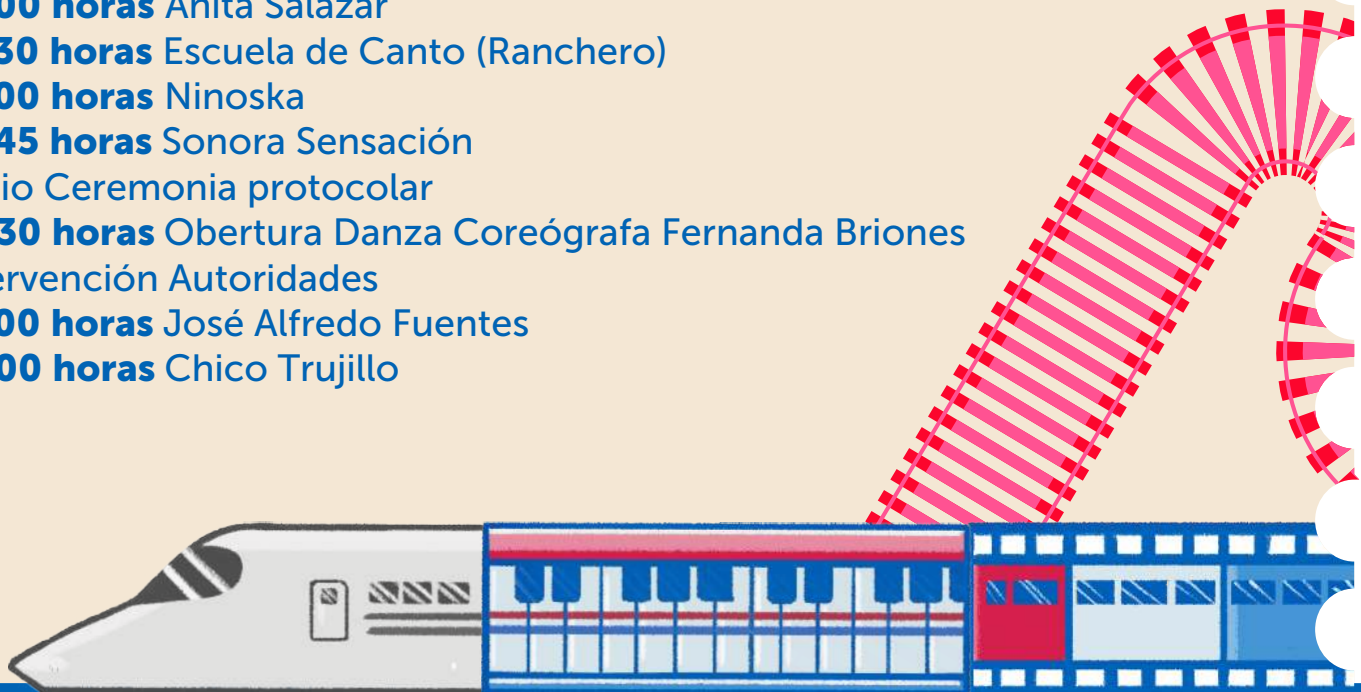 00 horas Anita Salazar
30 horas Escuela de Canto (Ranchero)
00 horas Ninoska
45 horas Sonora Sensación
io Ceremonia protocolar
30 horas Obertura Danza Coreógrafa Fernanda Briones
ervención Autoridades
00 horas José Alfredo Fuentes
00 horas Chico Trujillo